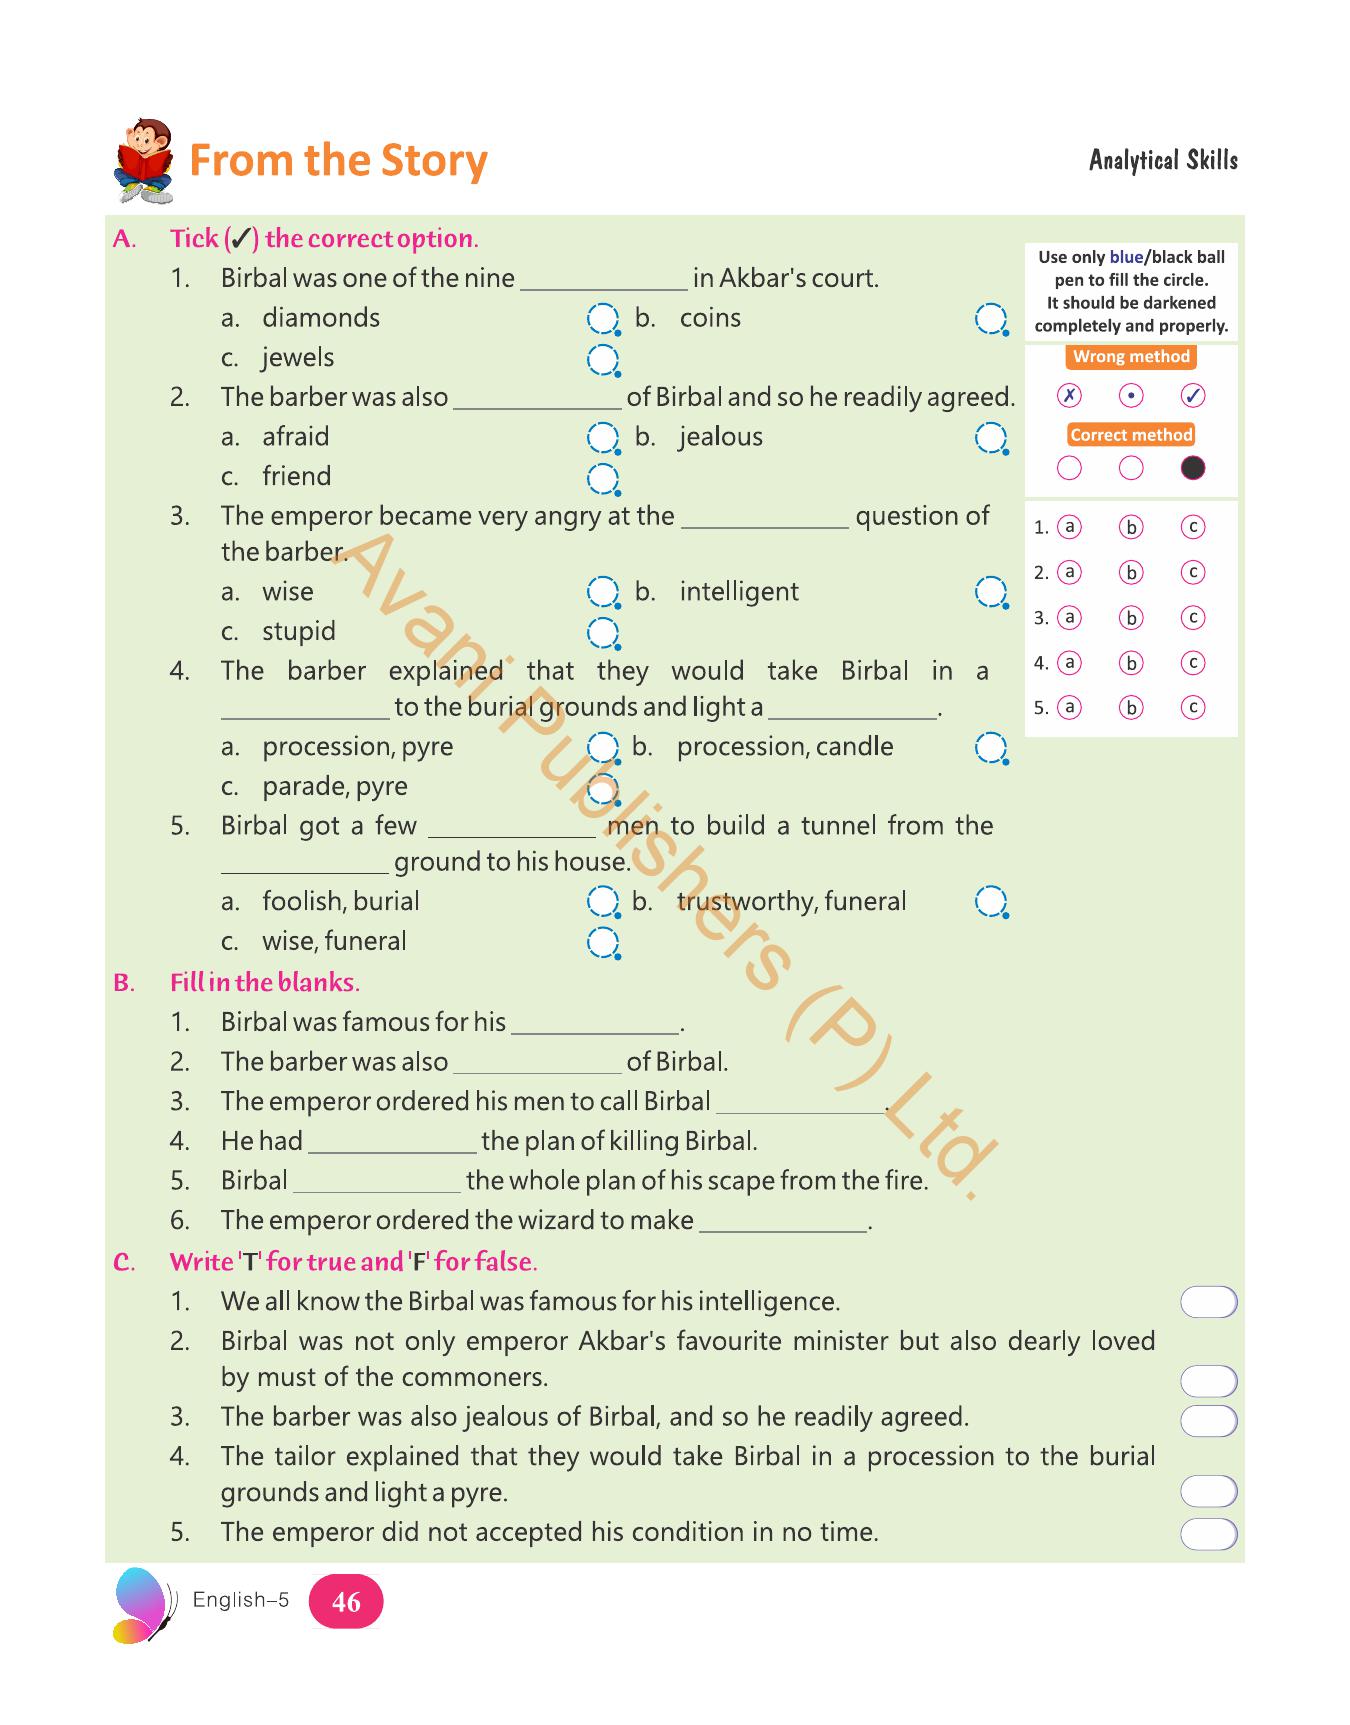 From the Story
Analytical Skills
A. Tick (✓) the correct option.
1. Birbal was one of the nine ____________ in Akbar's court.
a. diamonds b. coins
c. jewels
2. The barber was also ____________ of Birbal and so he readily agreed.
a. afraid b. jealous
c. friend
3. The emperor became very angry at the ____________ question of
the barber.
a. wise b. intelligent
c. stupid
4. The barber explained that they would take Birbal in a
____________ to the burial grounds and light a ____________.
a. procession, pyre b. procession, candle
c. parade, pyre
5. Birbal got a few ____________ men to build a tunnel from the
____________ ground to his house.
a. foolish, burial b. trustworthy, funeral
c. wise, funeral
Use only blue/black ball
pen to fill the circle.
It should be darkened
completely and properly.
Wrong method
✗ • ✓
Correct method
1. a b c
2. a b c
3. a b c
4. a b c
5. a b c
B. Fill in the blanks.
1. Birbal was famous for his ____________.
2. The barber was also ____________ of Birbal.
3. The emperor ordered his men to call Birbal ____________.
4. He had ____________ the plan of killing Birbal.
5. Birbal ____________ the whole plan of his scape from the fire.
6. The emperor ordered the wizard to make ____________.
C. Write 'T' for true and 'F' for false.
1. We all know the Birbal was famous for his intelligence.
2. Birbal was not only emperor Akbar's favourite minister but also dearly loved
by must of the commoners.
3. The barber was also jealous of Birbal, and so he readily agreed.
4. The tailor explained that they would take Birbal in a procession to the burial
grounds and light a pyre.
5. The emperor did not accepted his condition in no time.
English–5 46
Avani Publishers (P) Ltd.